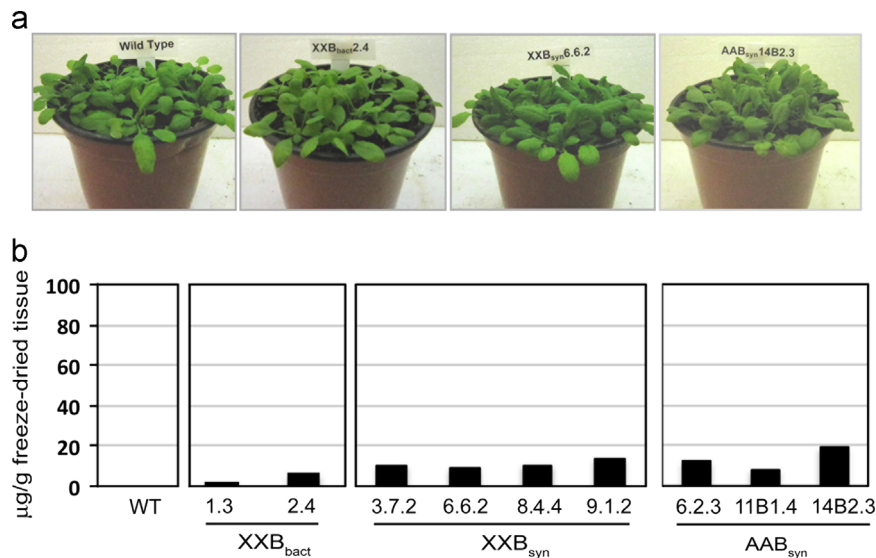 a
Wild Type
XXBbact2.4
XXBsyn6.6.2
AABsyn14B2.3
b
µg/g freeze-dried tissue
100
80
60
40
20
0
WT
1.3 2.4
3.7.2 6.6.2 8.4.4 9.1.2
6.2.3 11B1.4 14B2.3
XXBbact
XXBsyn
AABsyn